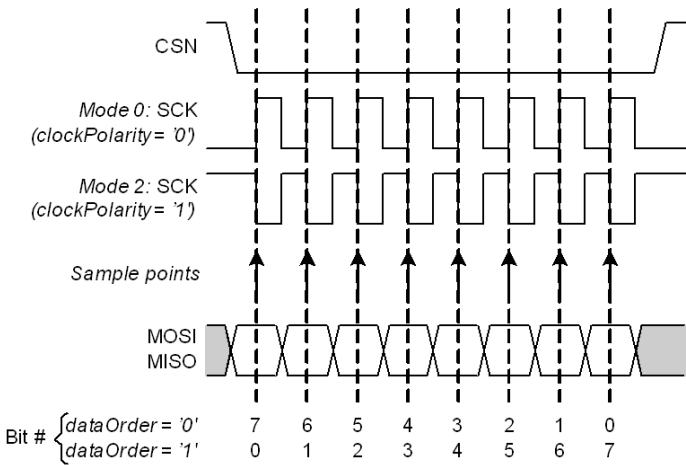 CSN
Mode 0: SCK
(clockPolarity = '0')
Mode 2: SCK
(clockPolarity = '1')
Sample points
MOSI
MISO
Bit # { dataOrder = '0' 7 6 5 4 3 2 1 0
dataOrder = '1' 0 1 2 3 4 5 6 7